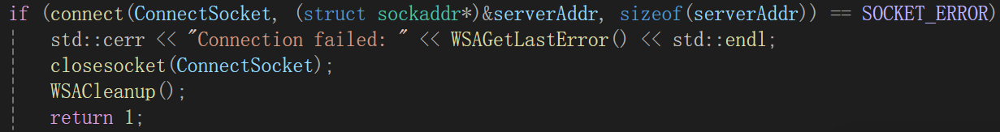 if (connect(ConnectSocket, (struct sockaddr*)&serverAddr, sizeof(serverAddr)) == SOCKET_ERROR)
std::cerr << "Connection failed: " << WSAGetLastError() << std::endl;
closesocket(ConnectSocket);
WSACleanup();
return 1;